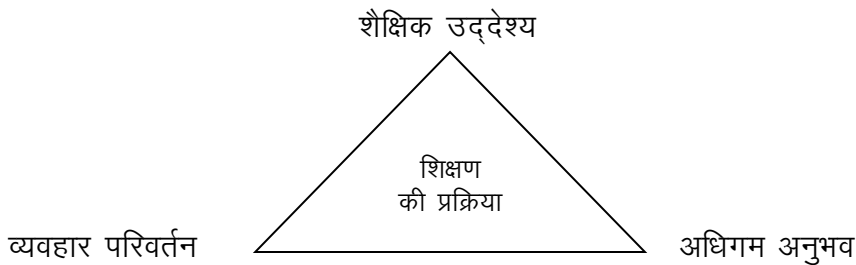 शैक्षिक उद्‌देश्य
शिक्षण
की प्रक्रिया
व्यवहार परिवर्तन
अधिगम अनुभव